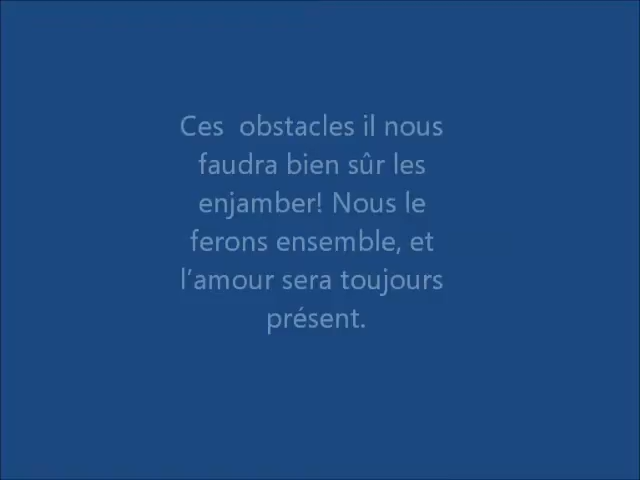 Ces  obstacles il nous
faudra bien sûr les
enjamber! Nous le
ferons ensemble, et
l’amour sera toujours
présent.